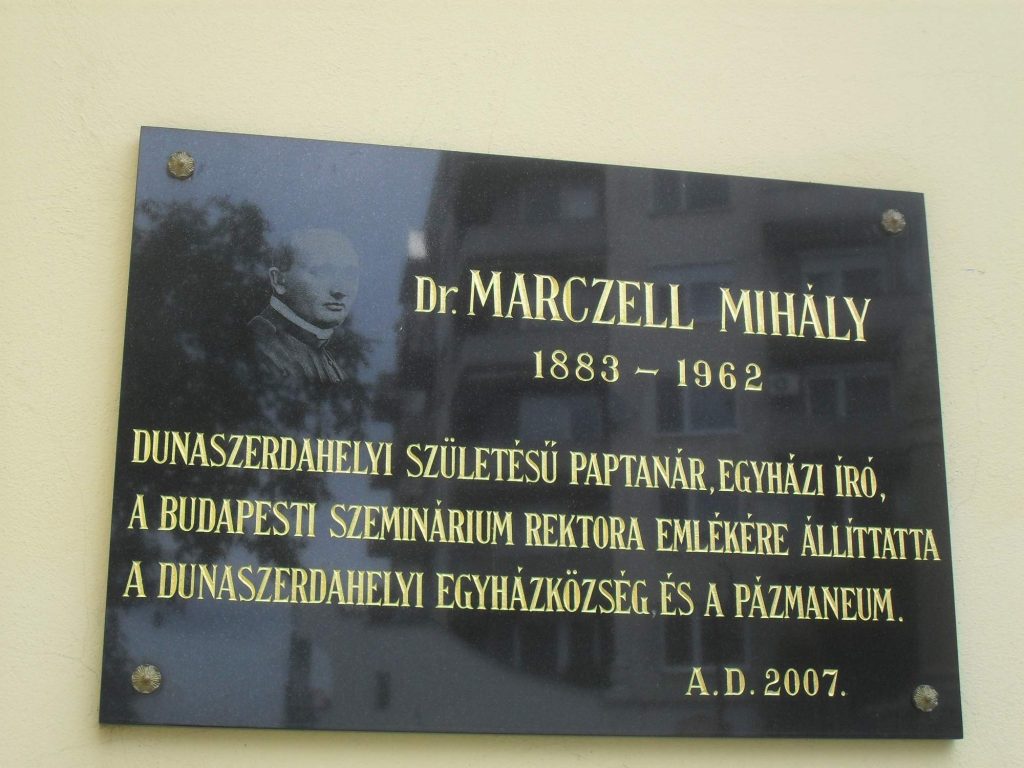 Dr. MARCZELL MIHÁLY
1883 – 1962
DUNASZERDAHELYI SZÜLETÉSŰ PAPTANÁR, EGYHÁZI ÍRÓ,
A BUDAPESTI SZEMINÁRIUM REKTORA EMLÉKÉRE ÁLLÍTTATTA
A DUNASZERDAHELYI EGYHÁZKÖZSÉG ÉS A PÁZMANEUM.
A.D. 2007.